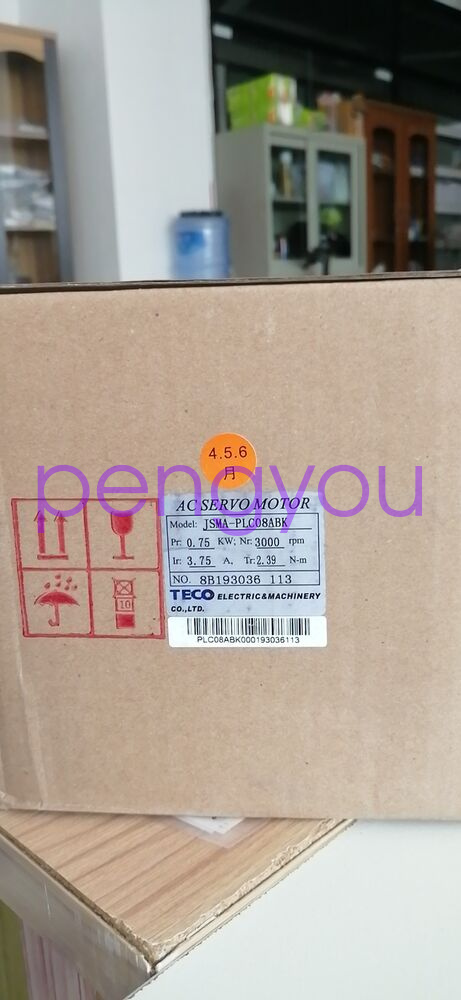 4.5.6
月
pengyou
AC SERVO MOTOR
Model: JSMA-PLC08ABK
Pr: 0.75 KW; Nr: 3000 rpm
Ir: 3.75 A, Tr: 2.39 N-m
NO. 8B193036 113
TECO ELECTRIC&MACHINERY
CO.,LTD.
PLC08ABK000193036113
10